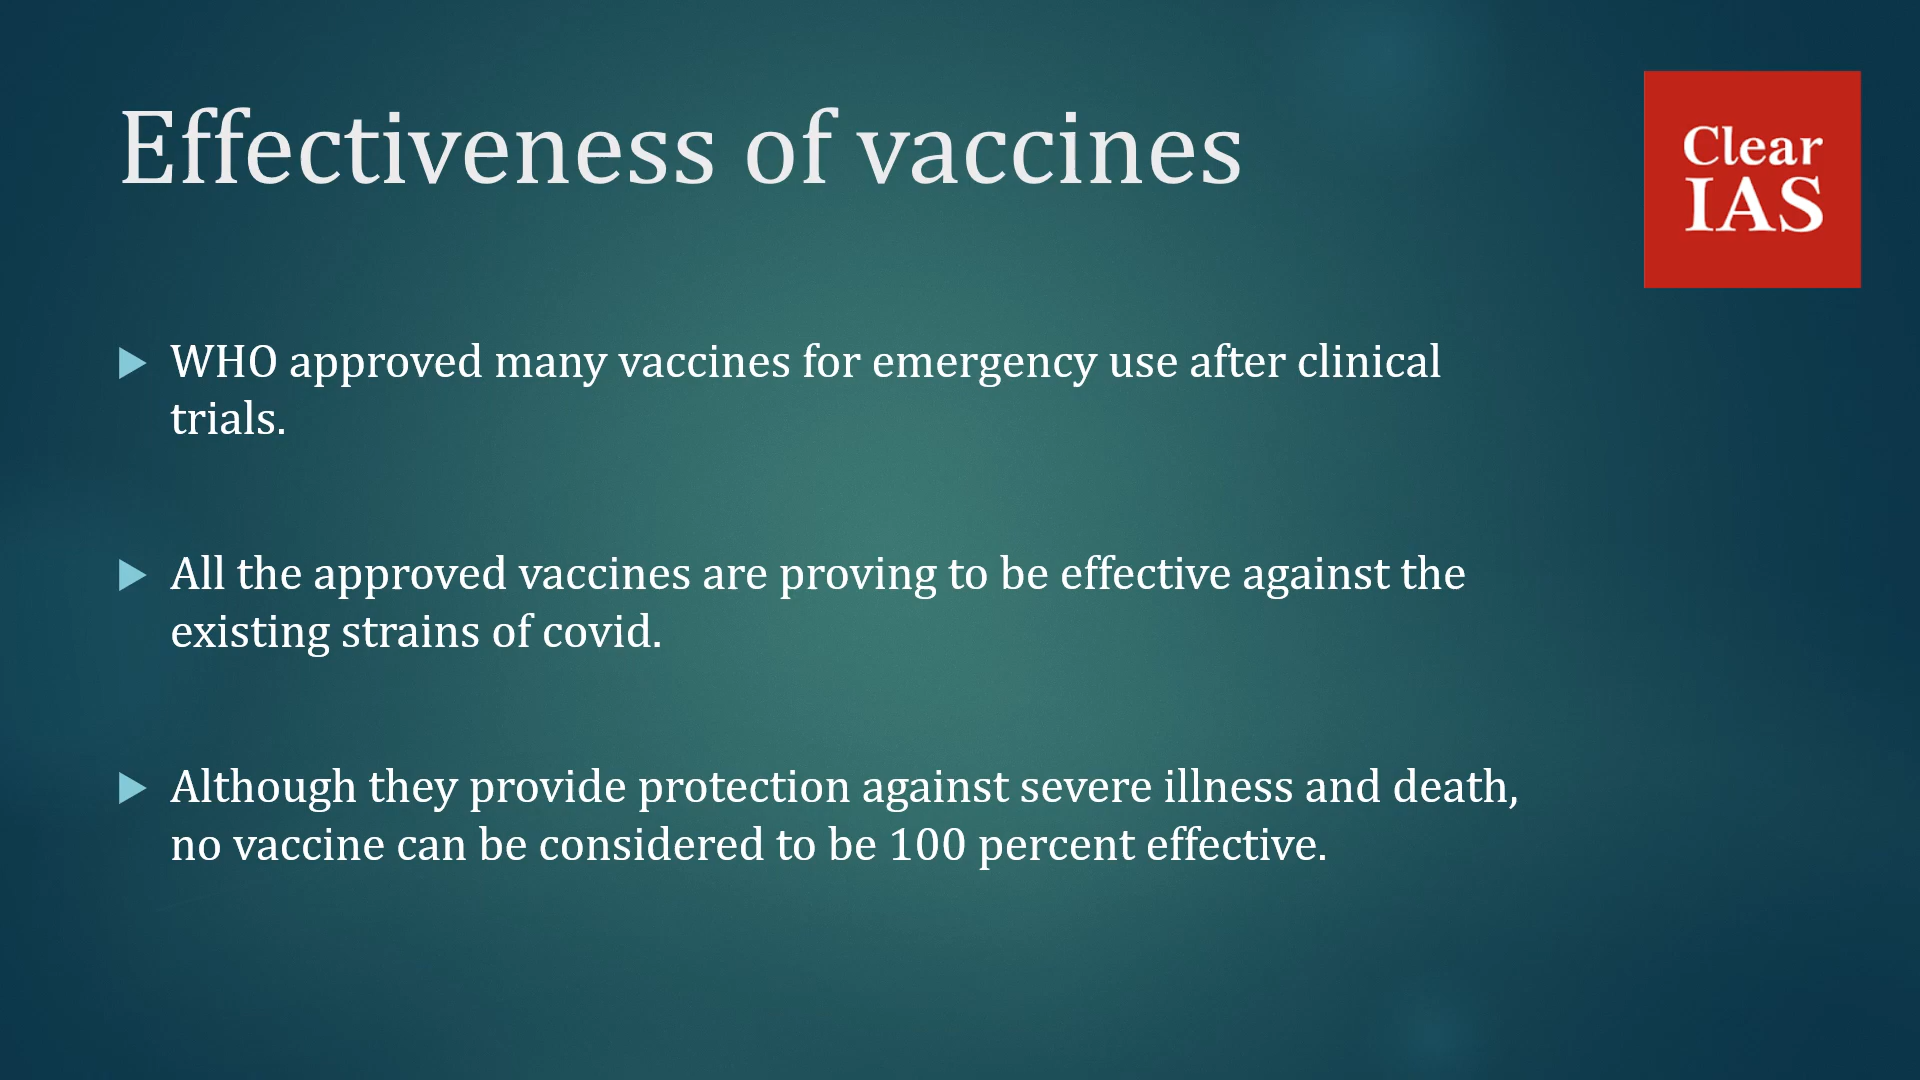 Effectiveness of vaccines
Clear
IAS
WHO approved many vaccines for emergency use after clinical
trials.
All the approved vaccines are proving to be effective against the
existing strains of covid.
Although they provide protection against severe illness and death,
no vaccine can be considered to be 100 percent effective.